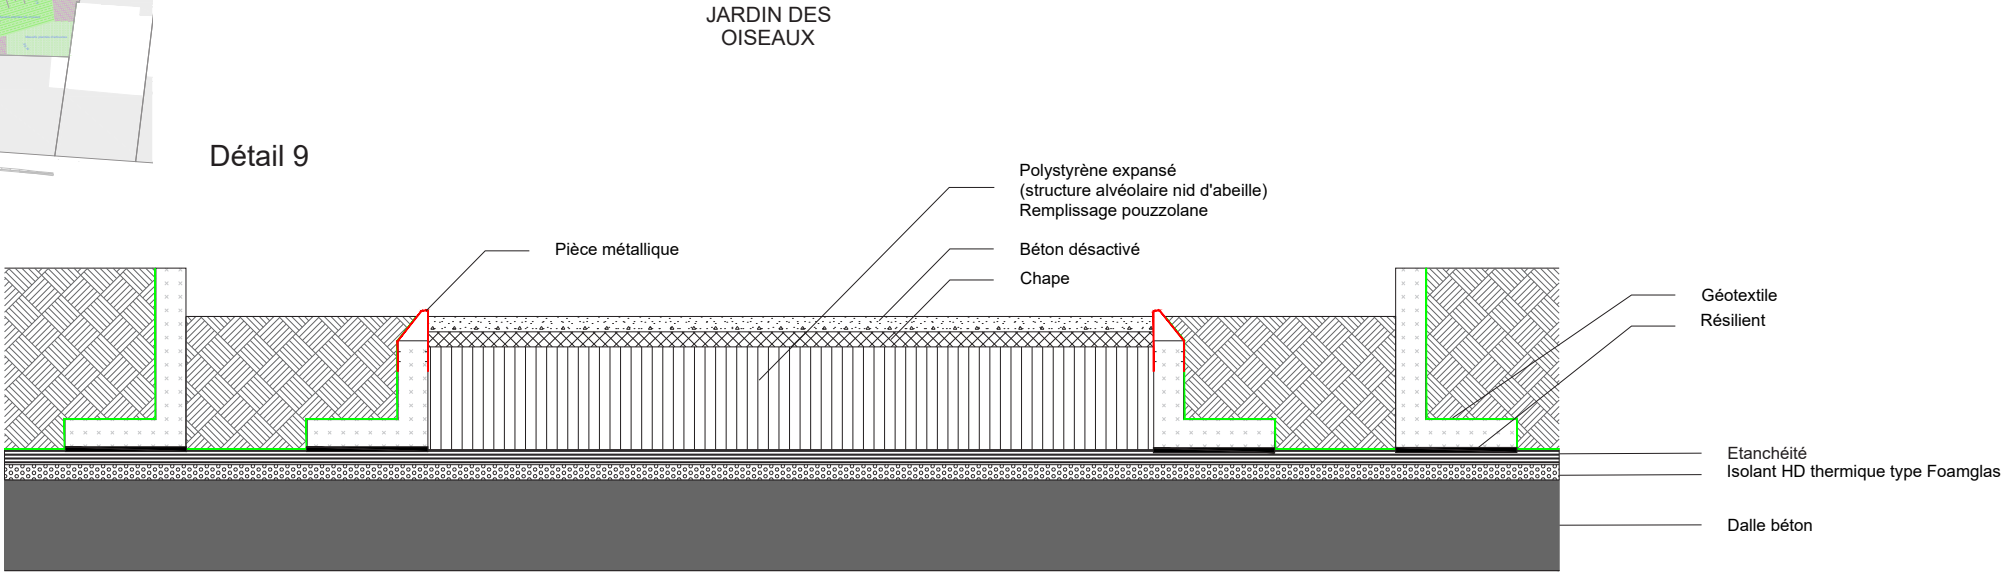 JARDIN DES
OISEAUX
Détail 9
Polystyrène expansé
(structure alvéolaire nid d'abeille)
Remplissage pouzzolane
Pièce métallique
Béton désactivé
Chape
Géotextile
Résilient
Etanchéité
Isolant HD thermique type Foamglas
Dalle béton